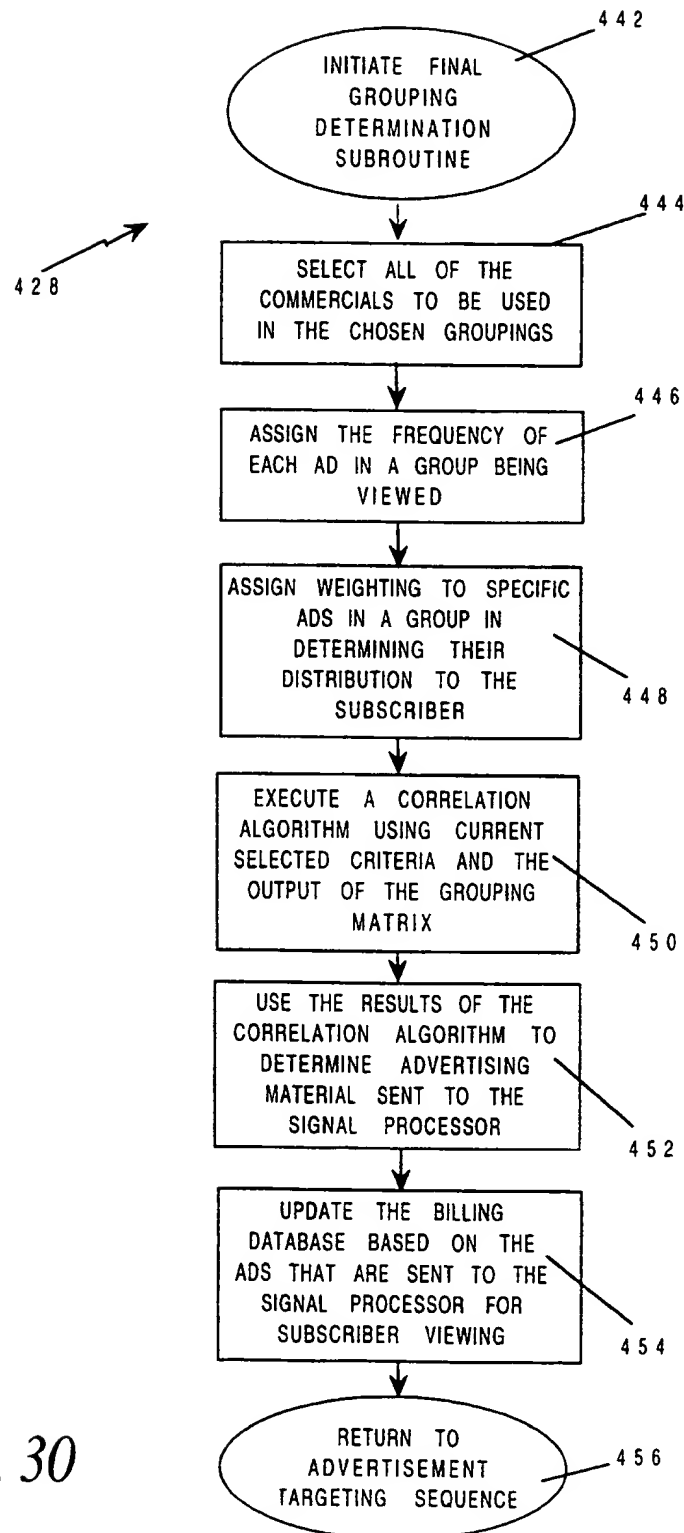 442
INITIATE FINAL
GROUPING
DETERMINATION
SUBROUTINE
428
444
SELECT ALL OF THE
COMMERCIALS TO BE USED
IN THE CHOSEN GROUPINGS
446
ASSIGN THE FREQUENCY OF
EACH AD IN A GROUP BEING
VIEWED
ASSIGN WEIGHTING TO SPECIFIC
ADS IN A GROUP IN
DETERMINING THEIR
DISTRIBUTION TO THE
SUBSCRIBER
448
EXECUTE A CORRELATION
ALGORITHM USING CURRENT
SELECTED CRITERIA AND THE
OUTPUT OF THE GROUPING
MATRIX
450
USE THE RESULTS OF THE
CORRELATION ALGORITHM TO
DETERMINE ADVERTISING
MATERIAL SENT TO THE
SIGNAL PROCESSOR
452
UPDATE THE BILLING
DATABASE BASED ON THE
ADS THAT ARE SENT TO THE
SIGNAL PROCESSOR FOR
SUBSCRIBER VIEWING
454
RETURN TO
ADVERTISEMENT
TARGETING SEQUENCE
456
30